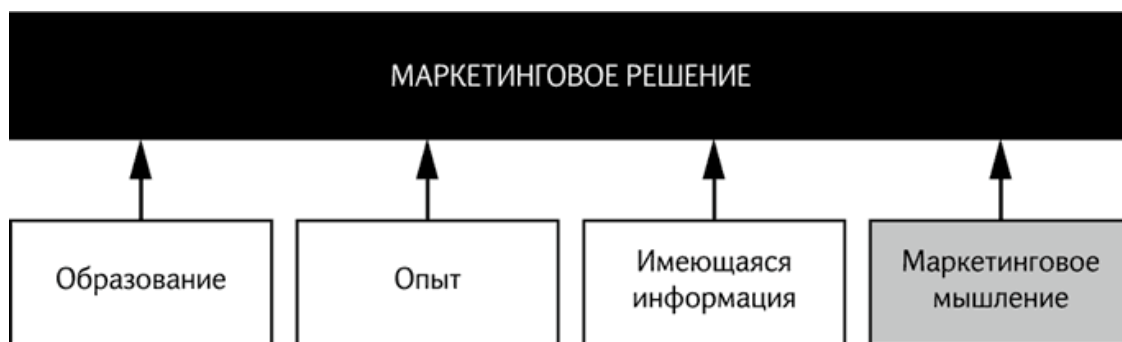 МАРКЕТИНГОВОЕ РЕШЕНИЕ
Образование
Опыт
Имеющаяся
информация
Маркетинговое
мышление